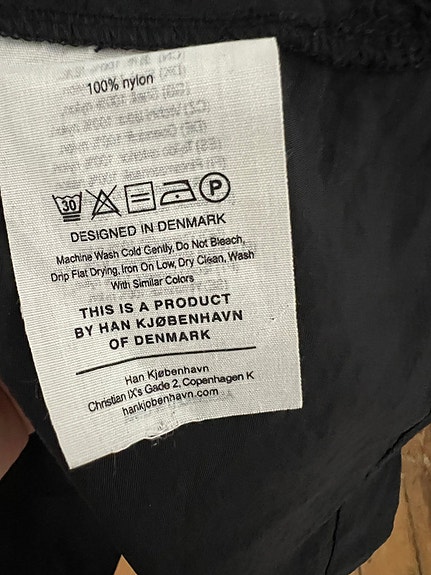 100% nylon
30 P
DESIGNED IN DENMARK
Machine Wash Cold Gently, Do Not Bleach,
Drip Flat Drying, Iron On Low, Dry Clean, Wash
With Similar Colors
THIS IS A PRODUCT
BY HAN KJØBENHAVN
OF DENMARK
Han Kjøbenhavn
Christian IX's Gade 2, Copenhagen K
hankjobenhavn.com